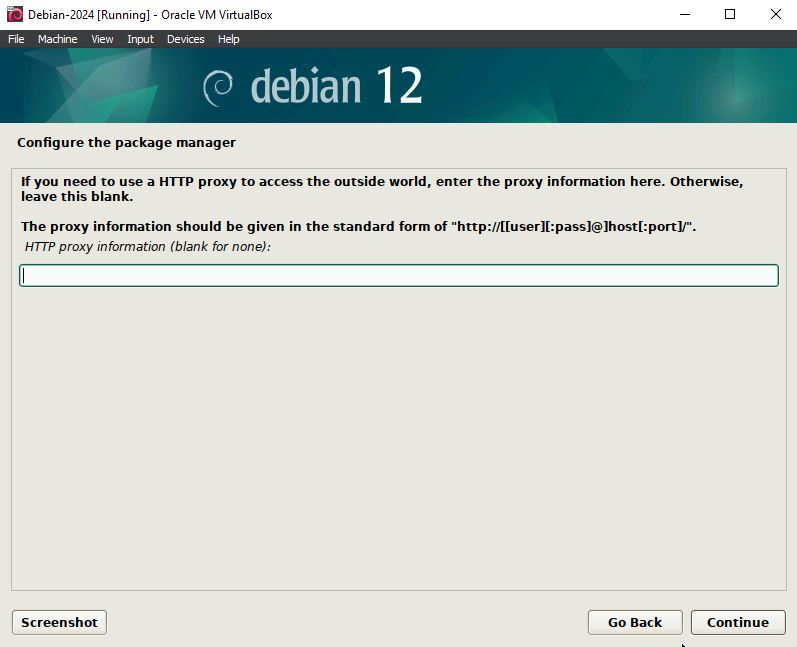 Debian-2024 [Running] - Oracle VM VirtualBox
File Machine View Input Devices Help
debian 12
Configure the package manager
If you need to use a HTTP proxy to access the outside world, enter the proxy information here. Otherwise,
leave this blank.
The proxy information should be given in the standard form of "http://[[user][:pass]@]host[:port]/".
HTTP proxy information (blank for none):
Screenshot Go Back Continue